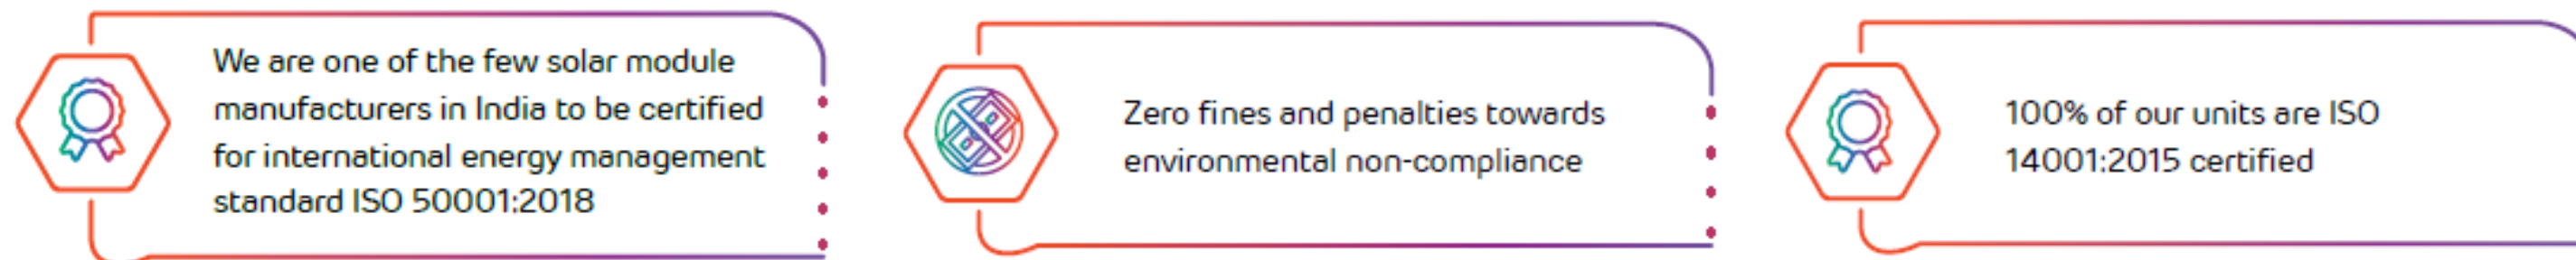 We are one of the few solar module
manufacturers in India to be certified
for international energy management
standard ISO 50001:2018
Zero fines and penalties towards
environmental non-compliance
100% of our units are ISO
14001:2015 certified